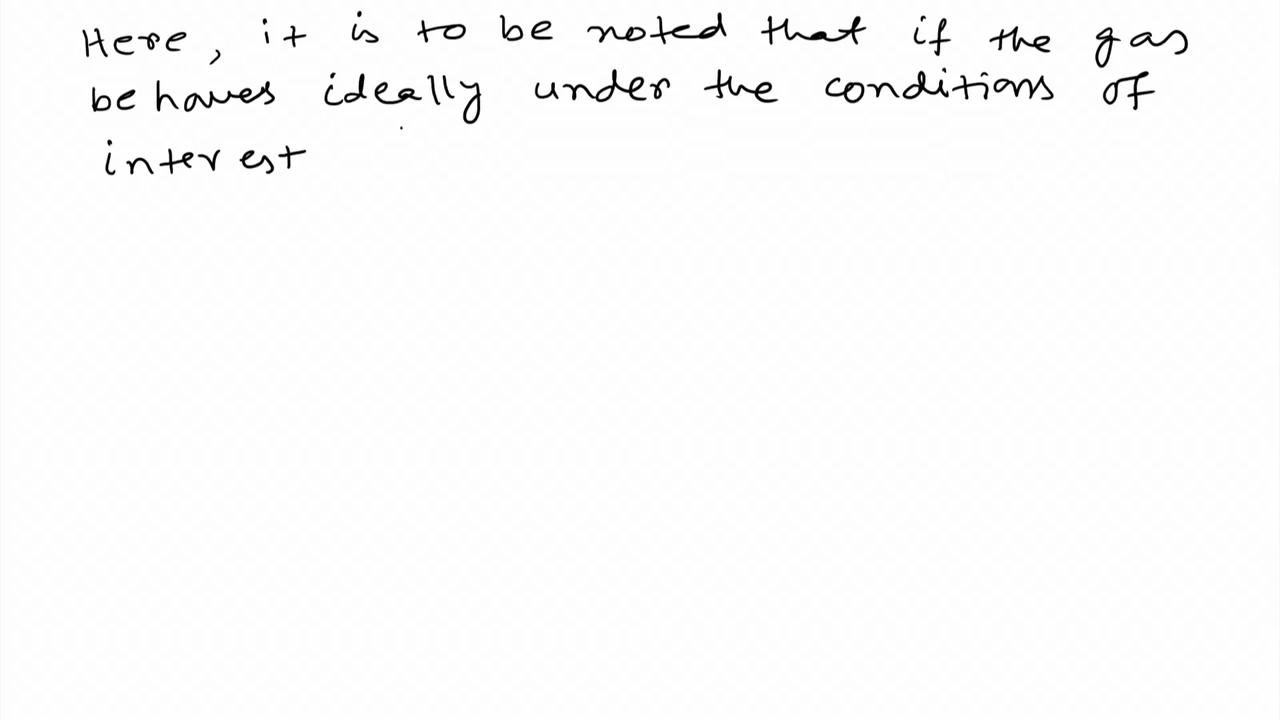 Here, it is to be noted that if the gas
behaves ideally under the conditions of
interest